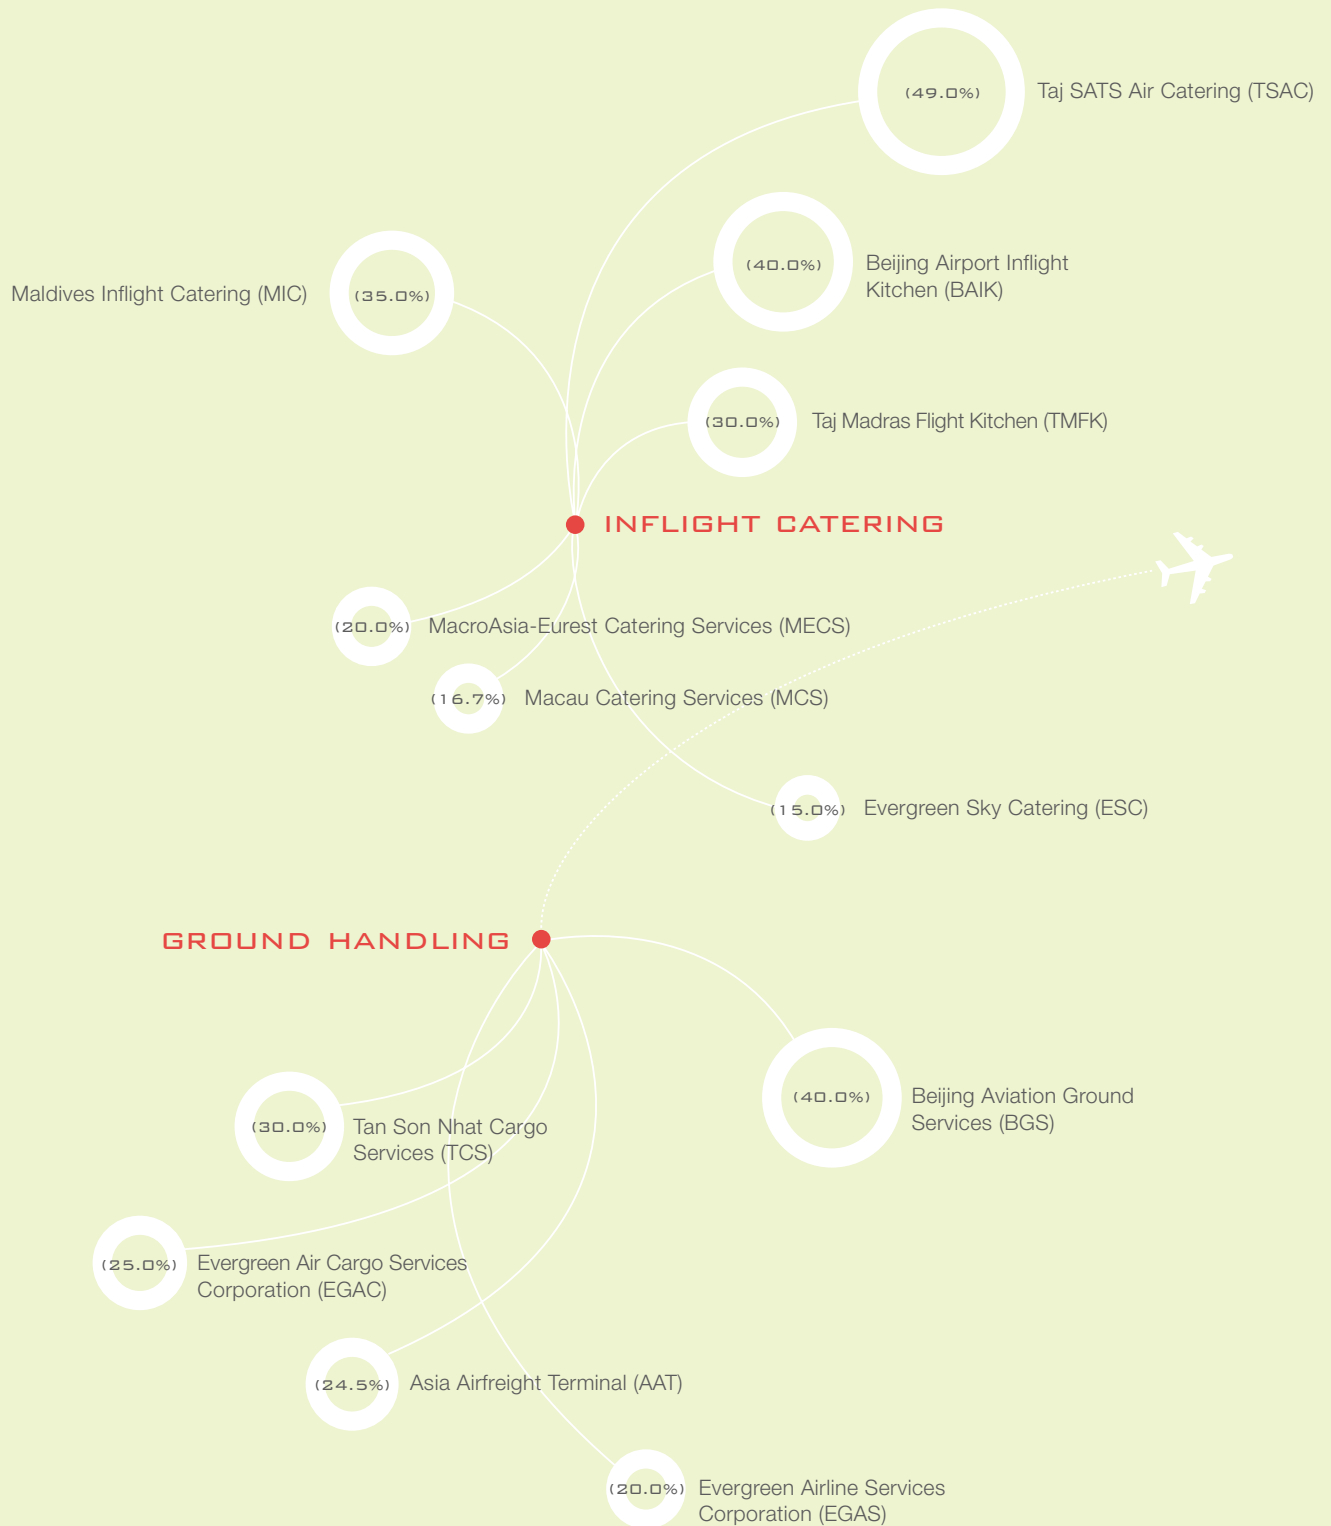 (49.0%)
Taj SATS Air Catering (TSAC)
(40.0%)
Beijing Airport Inflight
Kitchen (BAIK)
Maldives Inflight Catering (MIC)
(35.0%)
(30.0%)
Taj Madras Flight Kitchen (TMFK)
INFLIGHT CATERING
(20.0%)
MacroAsia-Eurest Catering Services (MECS)
(16.7%)
Macau Catering Services (MCS)
(15.0%)
Evergreen Sky Catering (ESC)
GROUND HANDLING
(40.0%)
Beijing Aviation Ground
Services (BGS)
(30.0%)
Tan Son Nhat Cargo
Services (TCS)
(25.0%)
Evergreen Air Cargo Services
Corporation (EGAC)
(24.5%)
Asia Airfreight Terminal (AAT)
(20.0%)
Evergreen Airline Services
Corporation (EGAS)